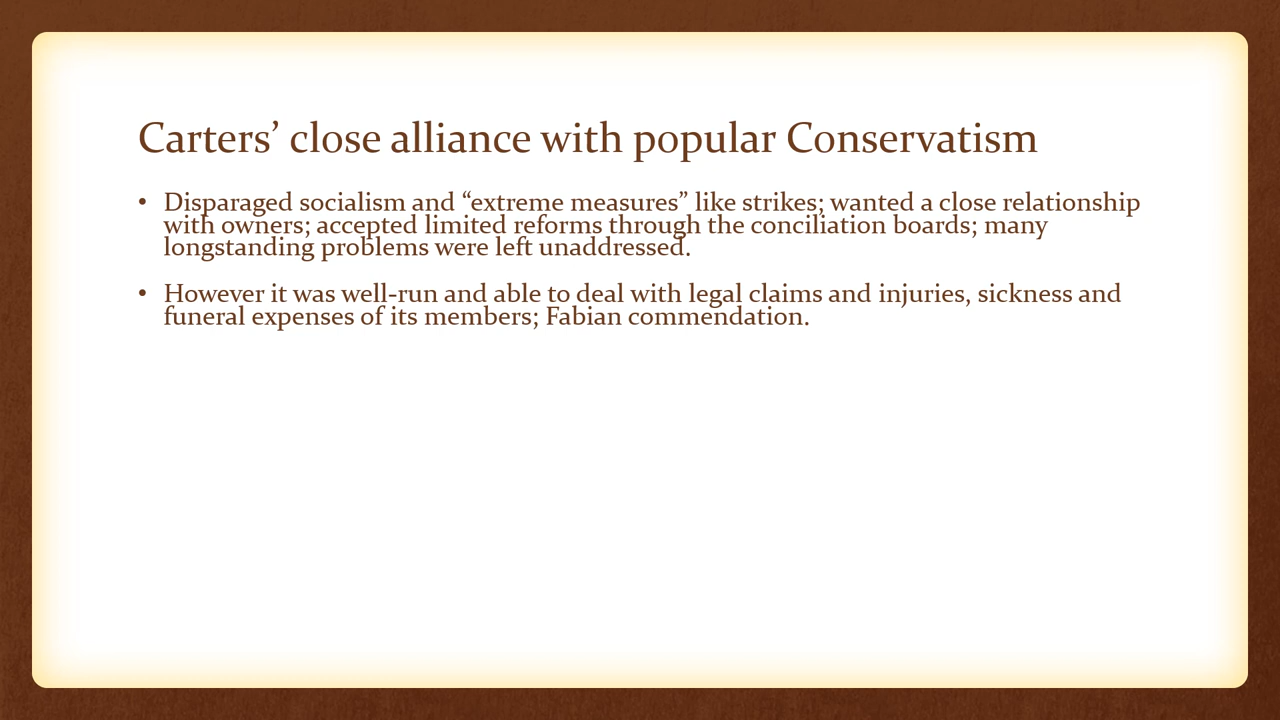 Carters’ close alliance with popular Conservatism
• Disparaged socialism and “extreme measures” like strikes; wanted a close relationship
with owners; accepted limited reforms through the conciliation boards; many
longstanding problems were left unaddressed.
• However it was well-run and able to deal with legal claims and injuries, sickness and
funeral expenses of its members; Fabian commendation.